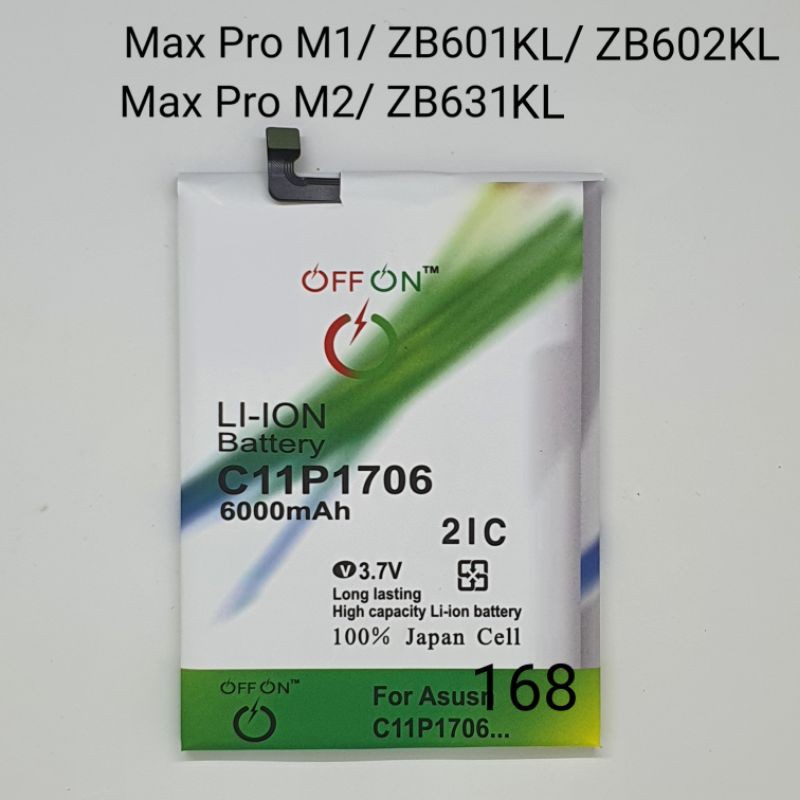 Max Pro M1/ ZB601KL/ ZB602KL
Max Pro M2/ ZB631KL
OFF ON™
LI-ION
Battery
C11P1706
6000mAh
2IC
V 3.7V
Long lasting
High capacity Li-ion battery
100% Japan Cell
OFF ON™
168
For Asusn
C11P1706...